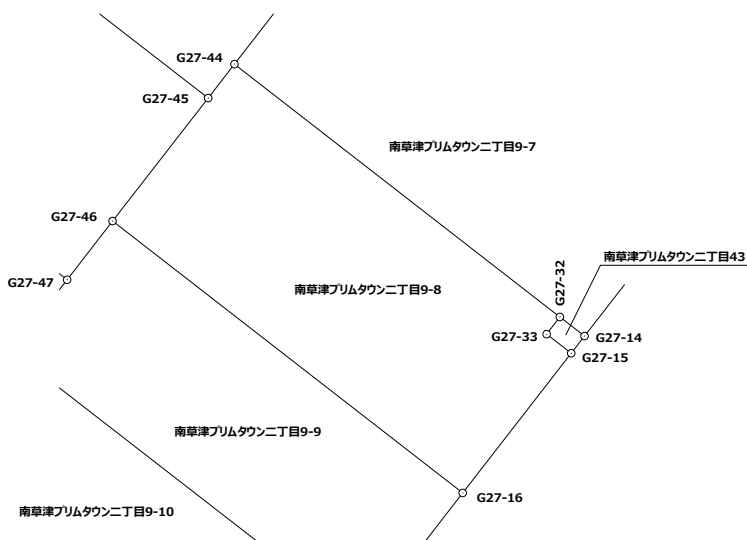 G27-44
G27-45
南草津プリムタウン二丁目9-7
G27-46
南草津プリムタウン二丁目43
G27-32
G27-47
南草津プリムタウン二丁目9-8
G27-33
G27-14
G27-15
南草津プリムタウン二丁目9-9
G27-16
南草津プリムタウン二丁目9-10